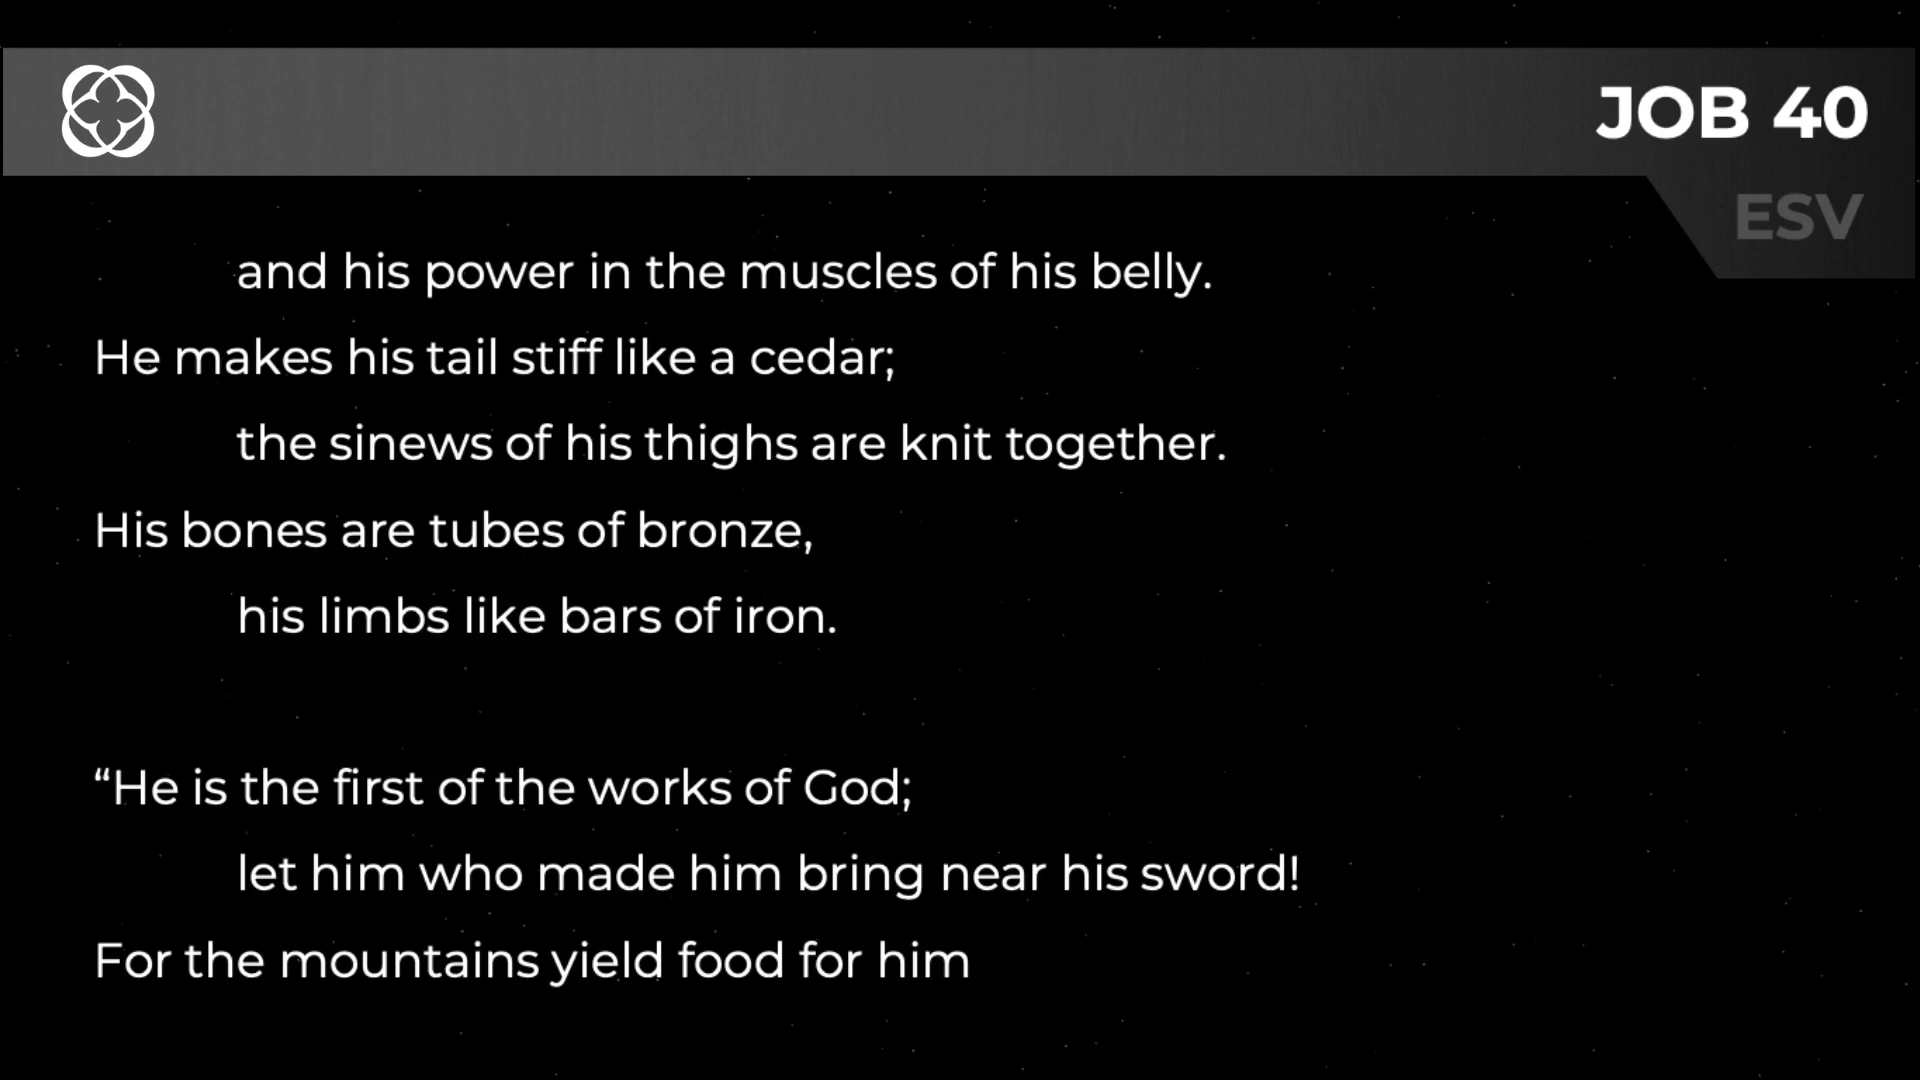 JOB 40
ESV
and his power in the muscles of his belly.
He makes his tail stiff like a cedar;
the sinews of his thighs are knit together.
His bones are tubes of bronze,
his limbs like bars of iron.
“He is the first of the works of God;
let him who made him bring near his sword!
For the mountains yield food for him